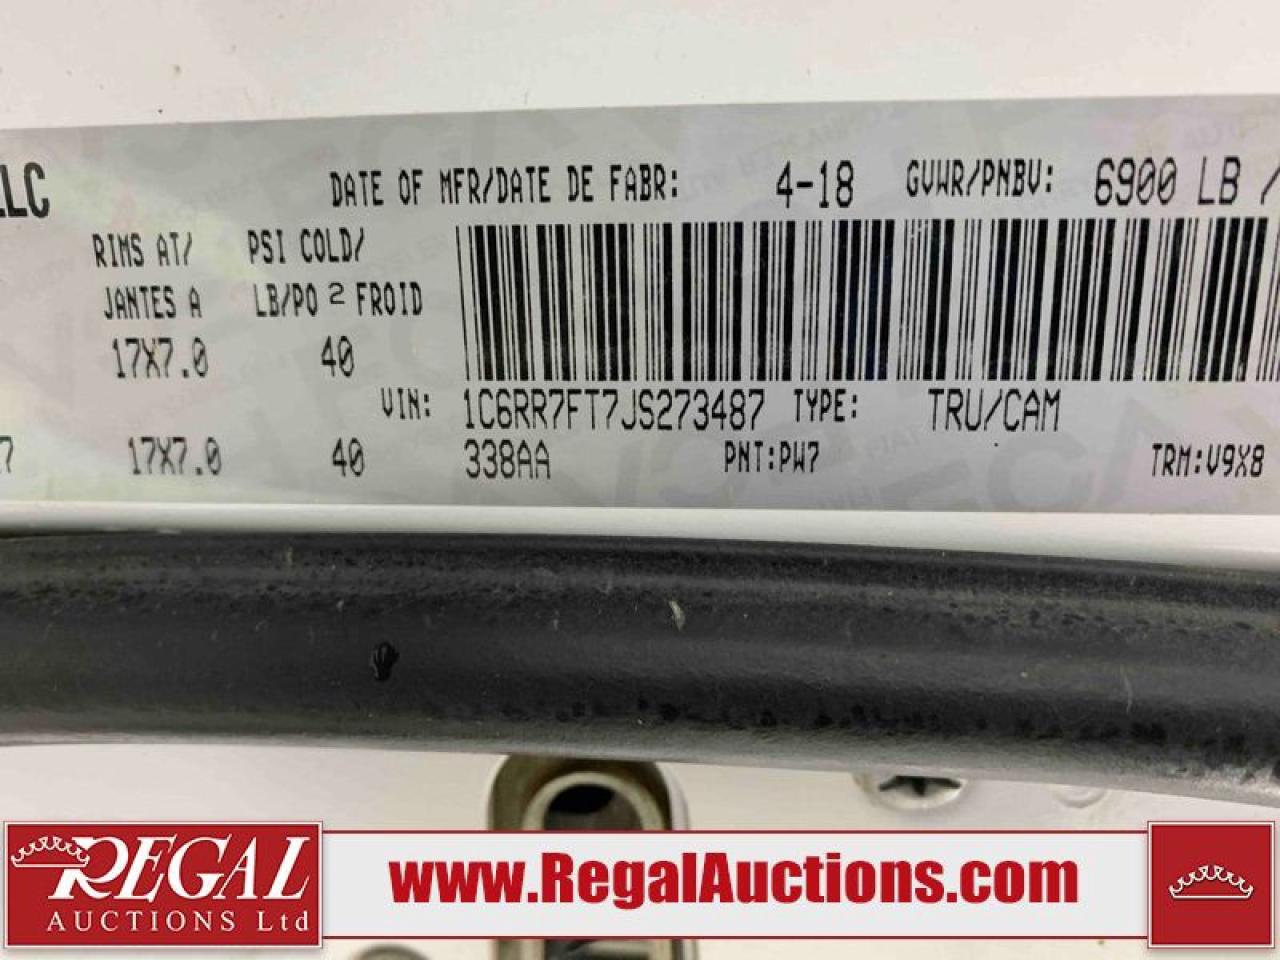 LLC DATE OF MFR/DATE DE FABR: 4-18 GVWR/PNBV: 6900 LB /
RIMS AT/ PSI COLD/
JANTES A LB/PO 2 FROID
17X7.0 40
VIN: 1C6RR7FT7JS273487 TYPE: TRU/CAM
7 17X7.0 40 338AA PNT:PW7 TRM:V9X8
REGAL
AUCTIONS Ltd
www.RegalAuctions.com